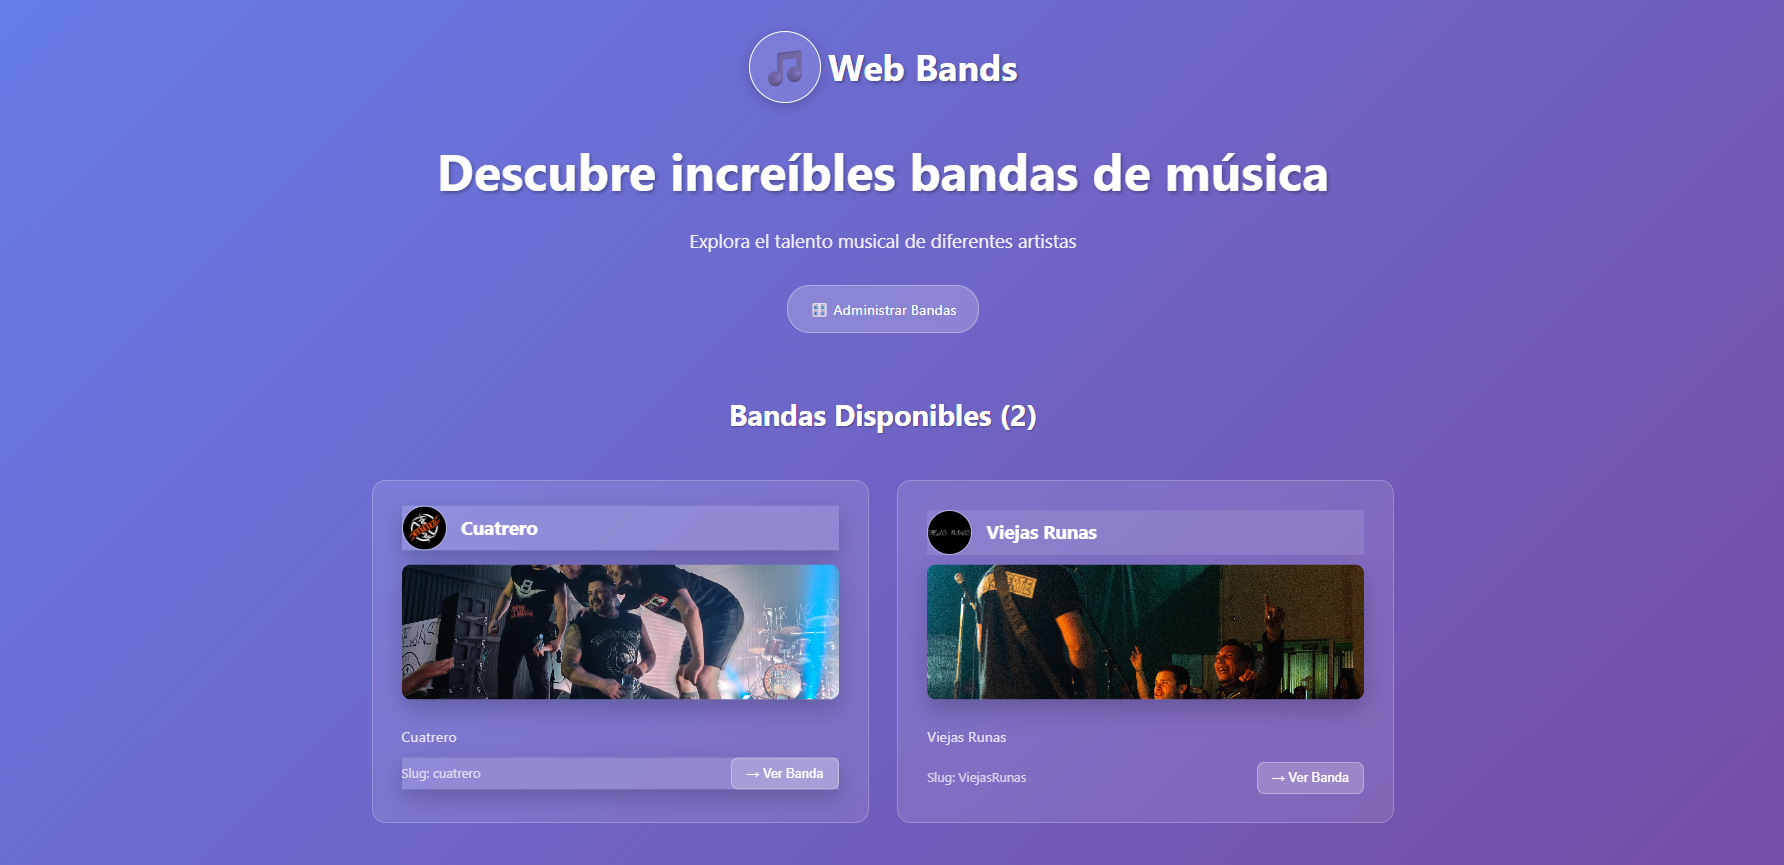 Web Bands
Descubre increíbles bandas de música
Explora el talento musical de diferentes artistas
Administrar Bandas
Bandas Disponibles (2)
Cuatrero
Viejas Runas
Cuatrero
Slug: cuatrero
→ Ver Banda
Viejas Runas
Slug: ViejasRunas
→ Ver Banda